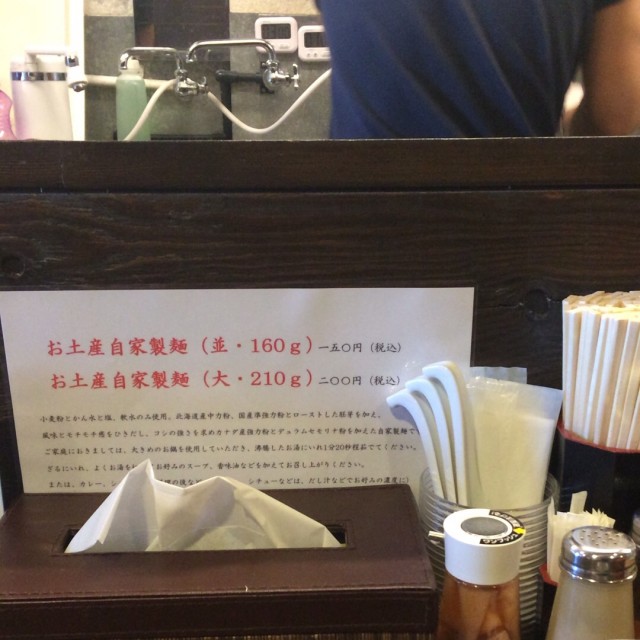 お土産自家製麺（並・160ｇ）一五〇円（税込）
お土産自家製麺（大・210ｇ）二〇〇円（税込）
小麦粉とかん水と塩、軟水のみ使用。北海道産中力粉、国産準強力粉とローストした胚芽を加え、
風味とモチモチ感をひきだし、コシの強さを求めカナダ産強力粉とデュラムセモリナ粉を加えた自家製麺で
ご家庭におきましては、大きめのお鍋を使用していただき、沸騰したお湯にいれ1分20秒程茹でてください。
ざるにいれ、よくお湯を お好みのスープ、香味油などを加えてお召し上がりください。
または、カレー、シ シチューなどは、だし汁などでお好みの濃度に）